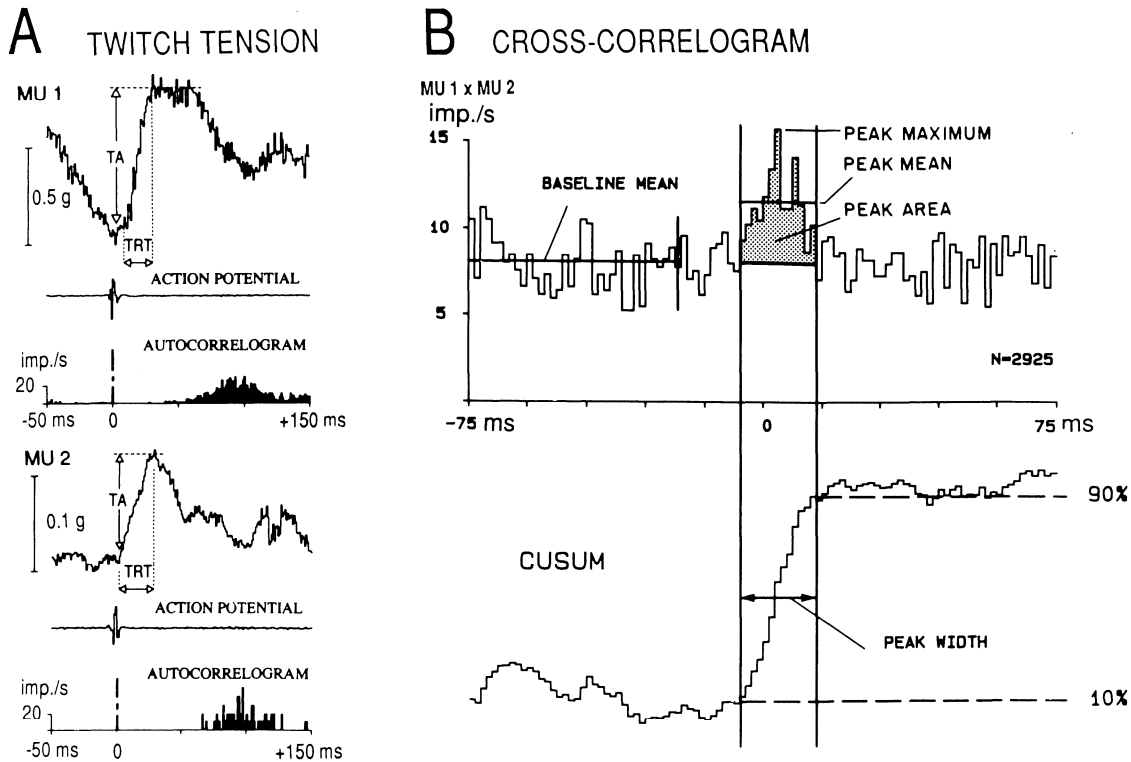 A TWITCH TENSION
MU 1
TA
0.5 g
TRT
ACTION POTENTIAL
AUTOCORRELOGRAM
imp./s
20
-50 ms 0 +150 ms
MU 2
TA
0.1 g
TRT
ACTION POTENTIAL
AUTOCORRELOGRAM
imp./s
20
-50 ms 0 +150 ms
B CROSS-CORRELOGRAM
MU 1 x MU 2
imp./s
15
PEAK MAXIMUM
PEAK MEAN
BASELINE MEAN
PEAK AREA
10
5
N=2925
-75 ms 0 75 ms
90%
CUSUM
PEAK WIDTH
10%